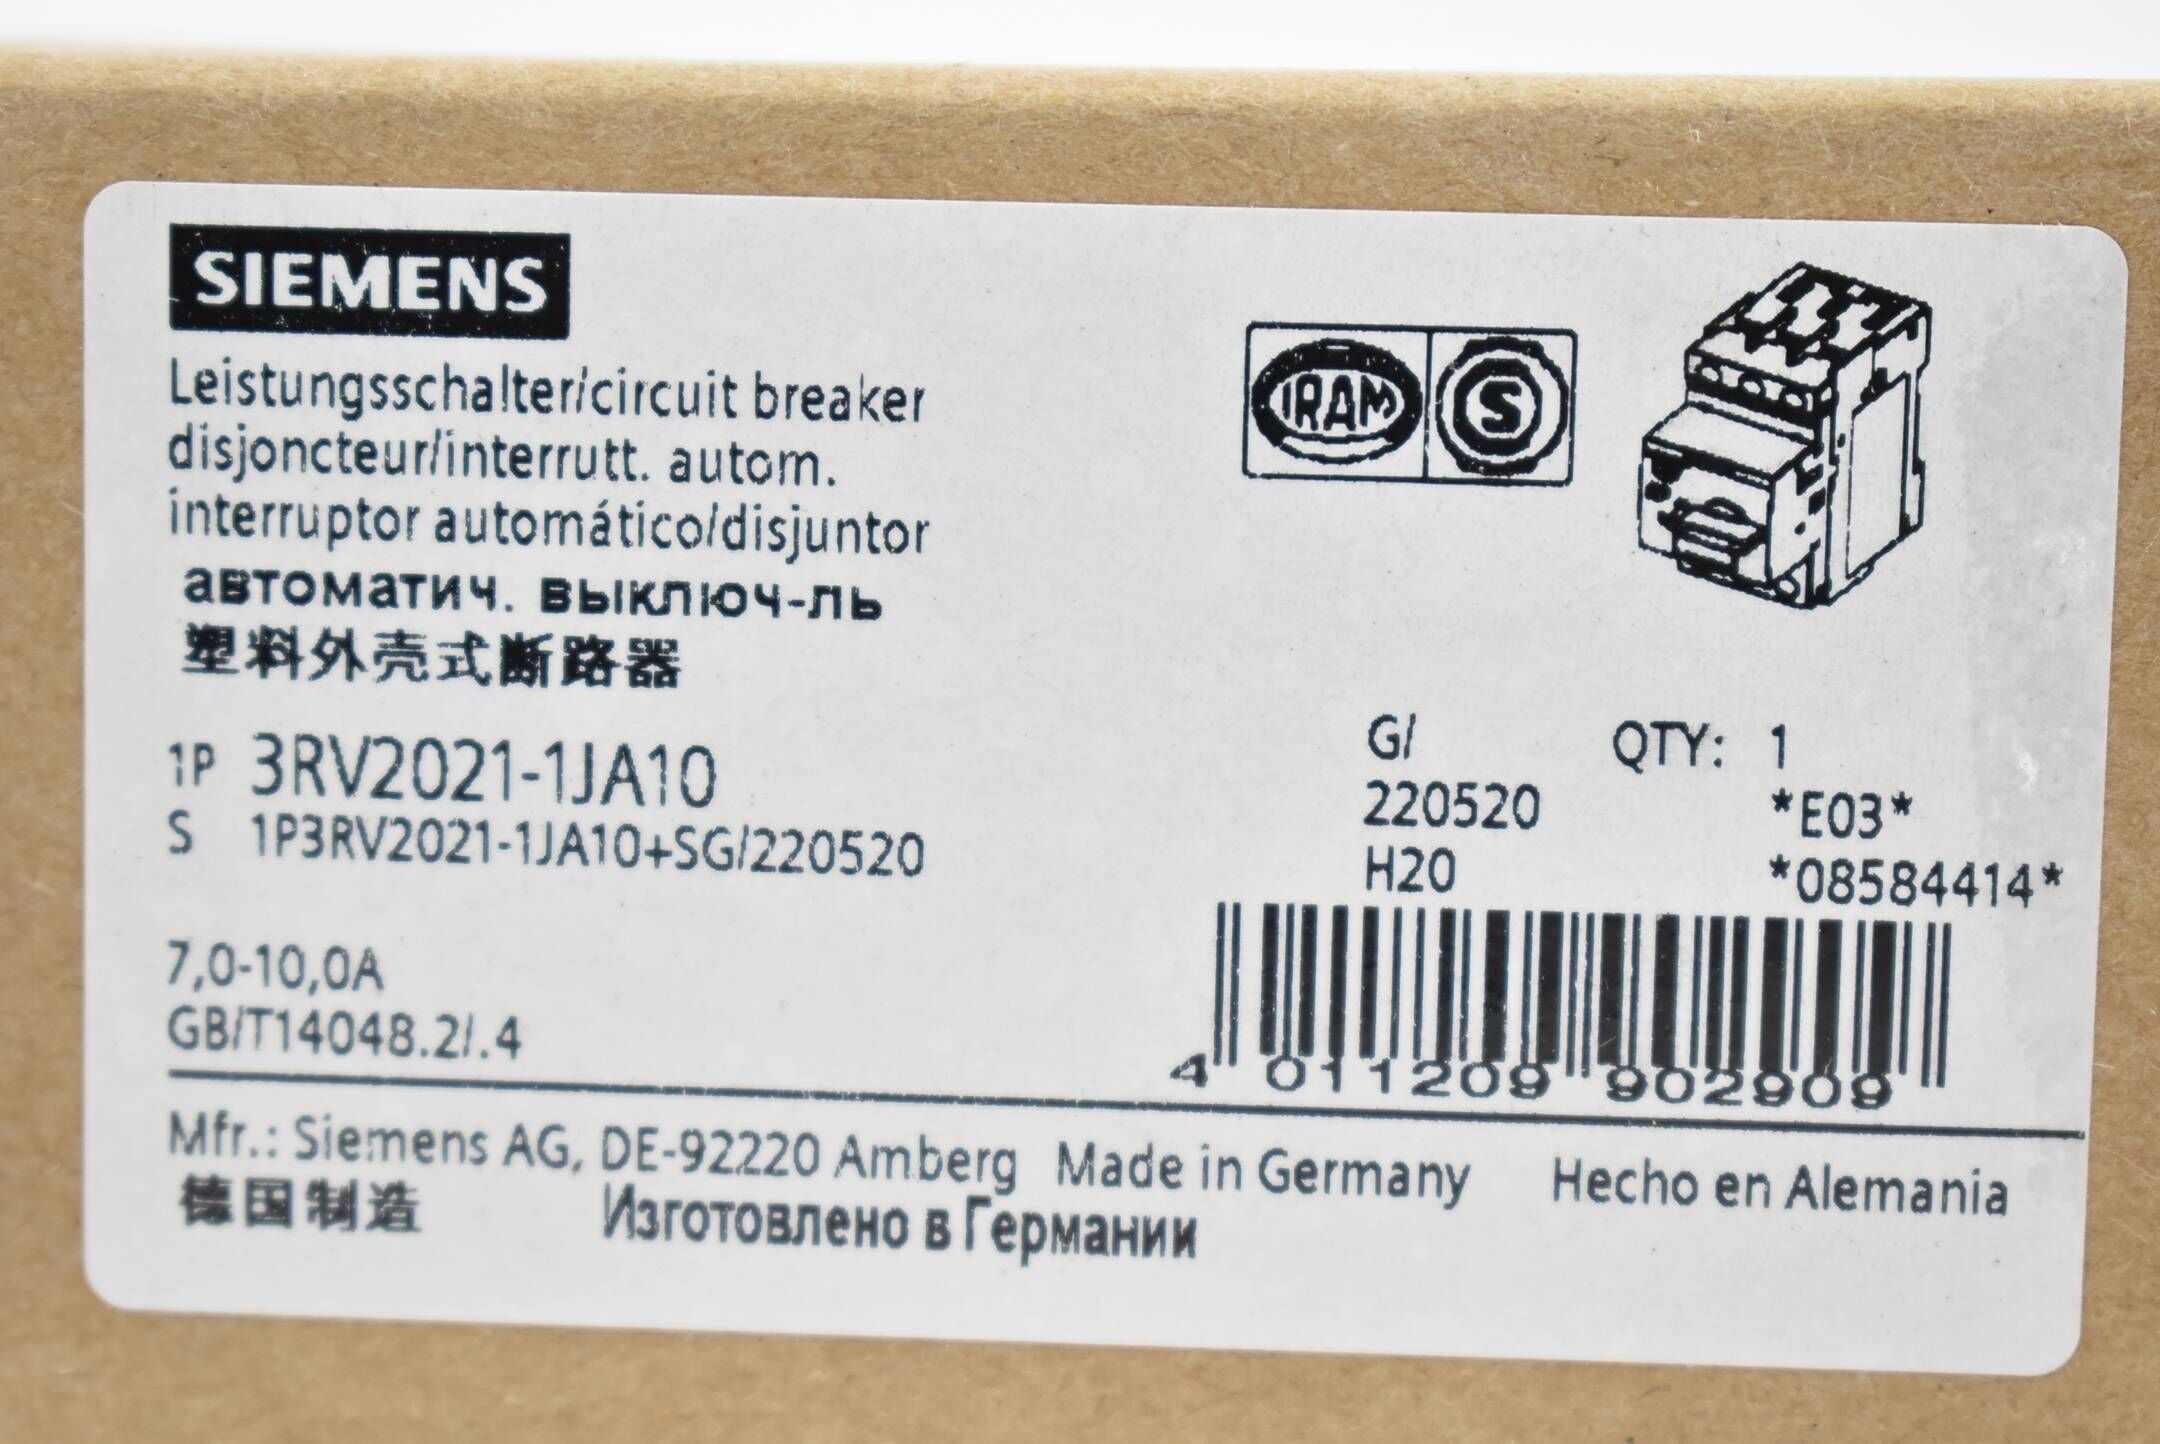 SIEMENS
Leistungsschalter/circuit breaker
disjoncteur/interrutt. autom.
interruptor automático/disjuntor
автоматич. выключ-ль
塑料外壳式断路器
IRAM S
1P 3RV2021-1JA10
S 1P3RV2021-1JA10+SG/220520
G/ QTY: 1
220520 *E03*
H20 *08584414*
7,0-10,0A
GB/T14048.2/.4
4 011209 902909
Mfr.: Siemens AG, DE-92220 Amberg Made in Germany Hecho en Alemania
德国制造 Изготовлено в Германии